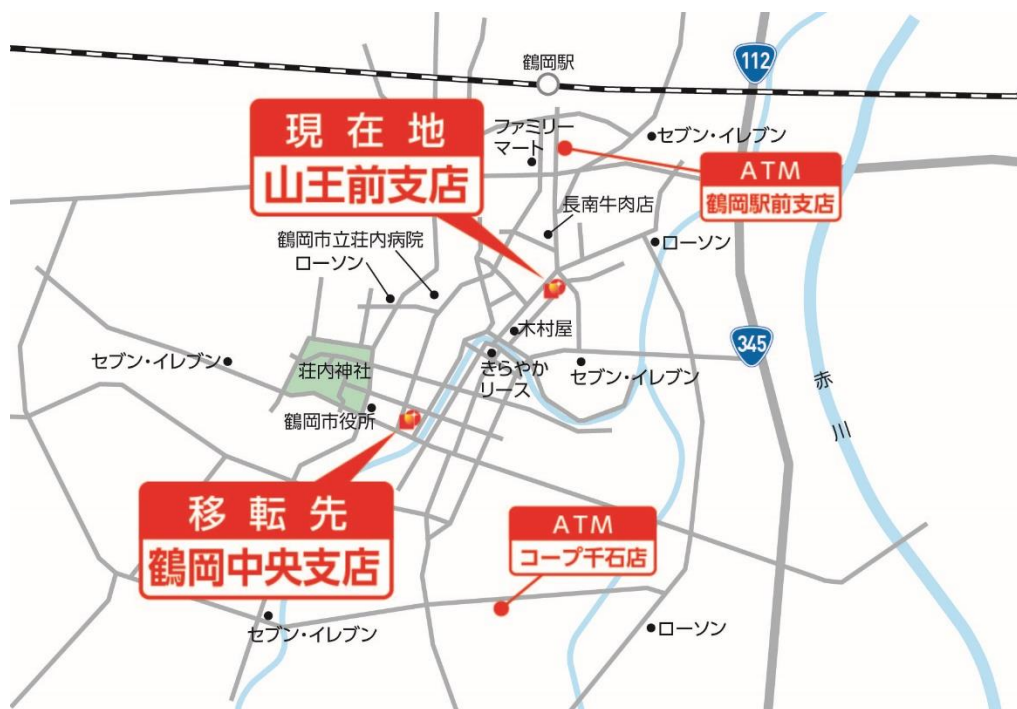 鶴岡駅
112
現在地
山王前支店
ファミリー
マート
セブン・イレブン
ATM
鶴岡駅前支店
長南牛肉店
ローソン
鶴岡市立荘内病院
ローソン
木村屋
345
セブン・イレブン
荘内神社
きらやか
リース
セブン・イレブン
赤川
鶴岡市役所
移転先
鶴岡中央支店
ATM
コープ千石店
セブン・イレブン
ローソン